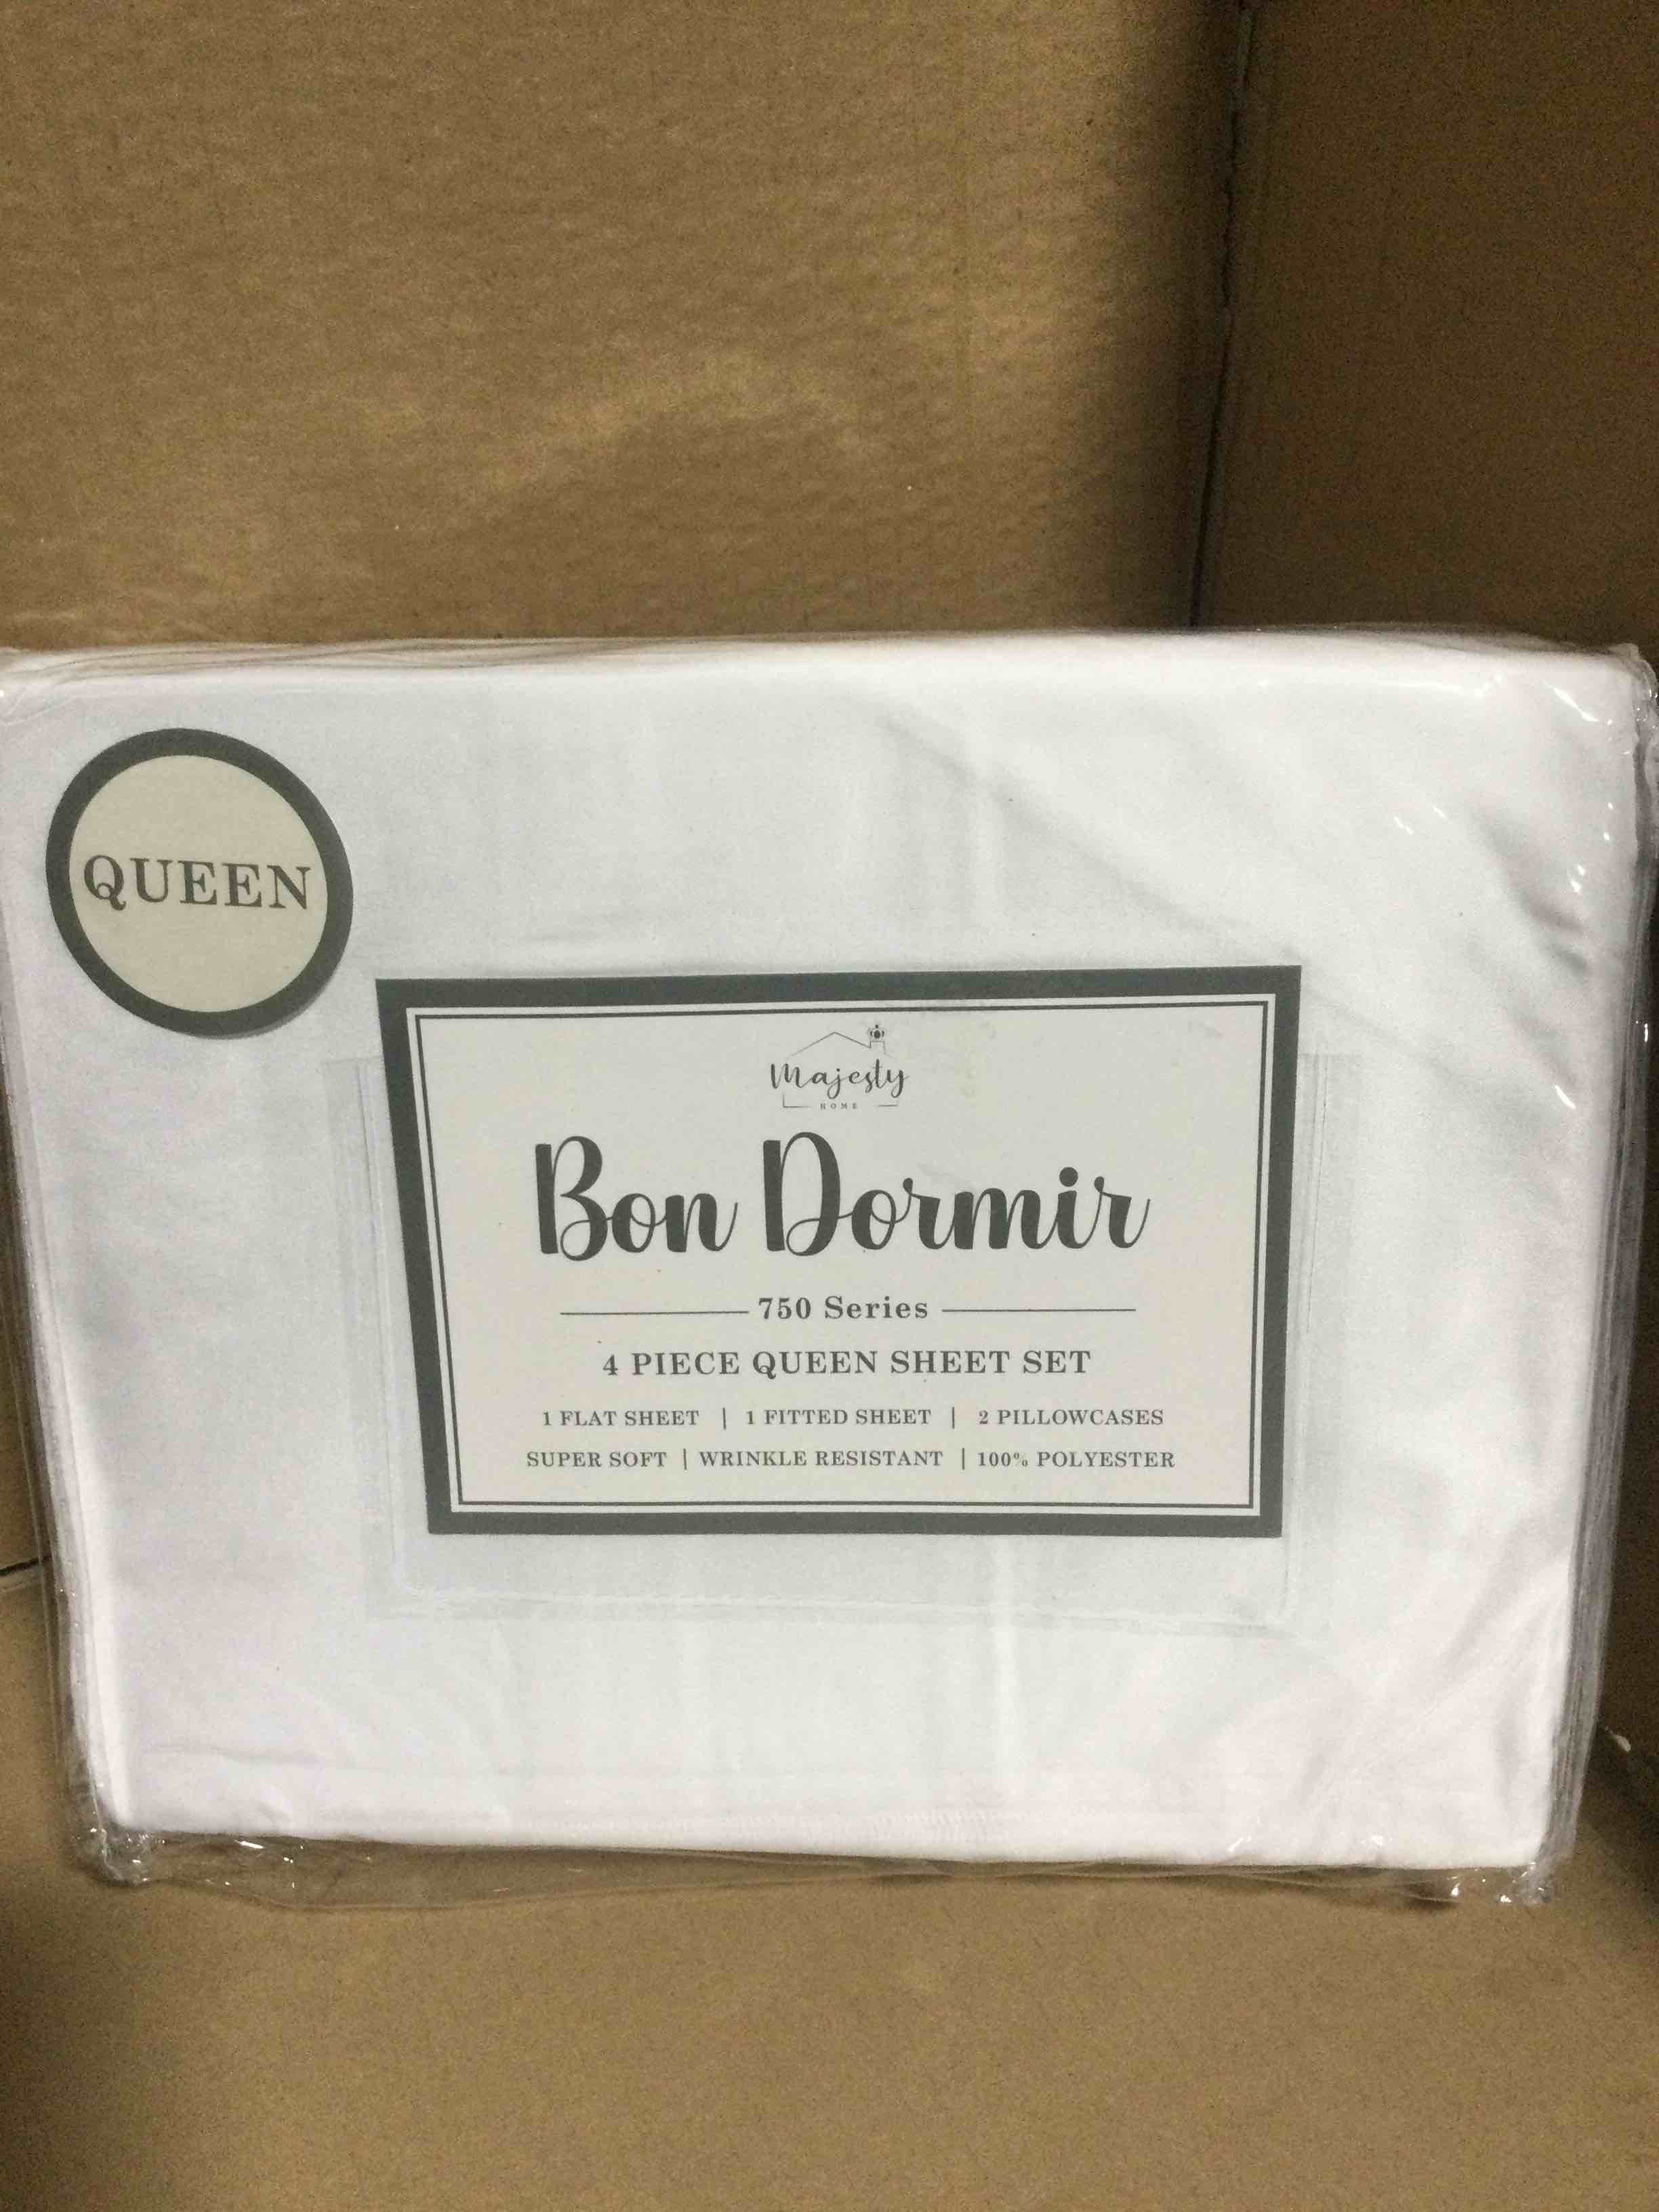 QUEEN
Majesty
HOME
Bon Dormir
750 Series
4 PIECE QUEEN SHEET SET
1 FLAT SHEET | 1 FITTED SHEET | 2 PILLOWCASES
SUPER SOFT | WRINKLE RESISTANT | 100% POLYESTER